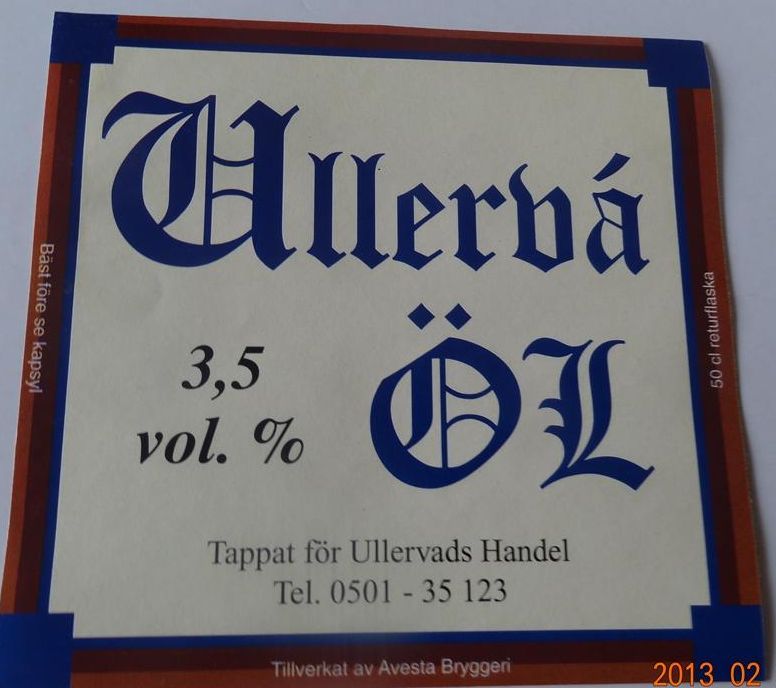 Ullervá
ÖL
3,5
vol. %
Tappat för Ullervads Handel
Tel. 0501 - 35 123
Bäst före se kapsyl
50 cl returflaska
Tillverkat av Avesta Bryggeri
2013 02